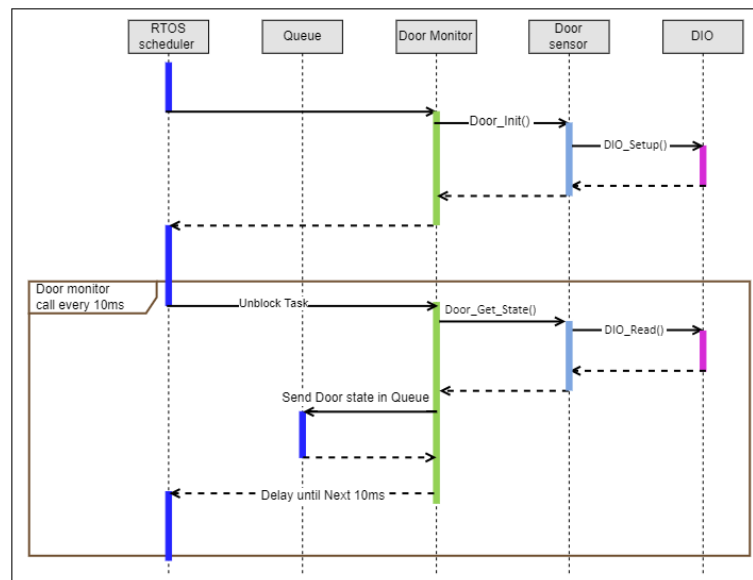 RTOS
scheduler
Queue
Door Monitor
Door
sensor
DIO
Door_Init()
DIO_Setup()
Door monitor
call every 10ms
Unblock Task
Door_Get_State()
DIO_Read()
Send Door state in Queue
Delay until Next 10ms